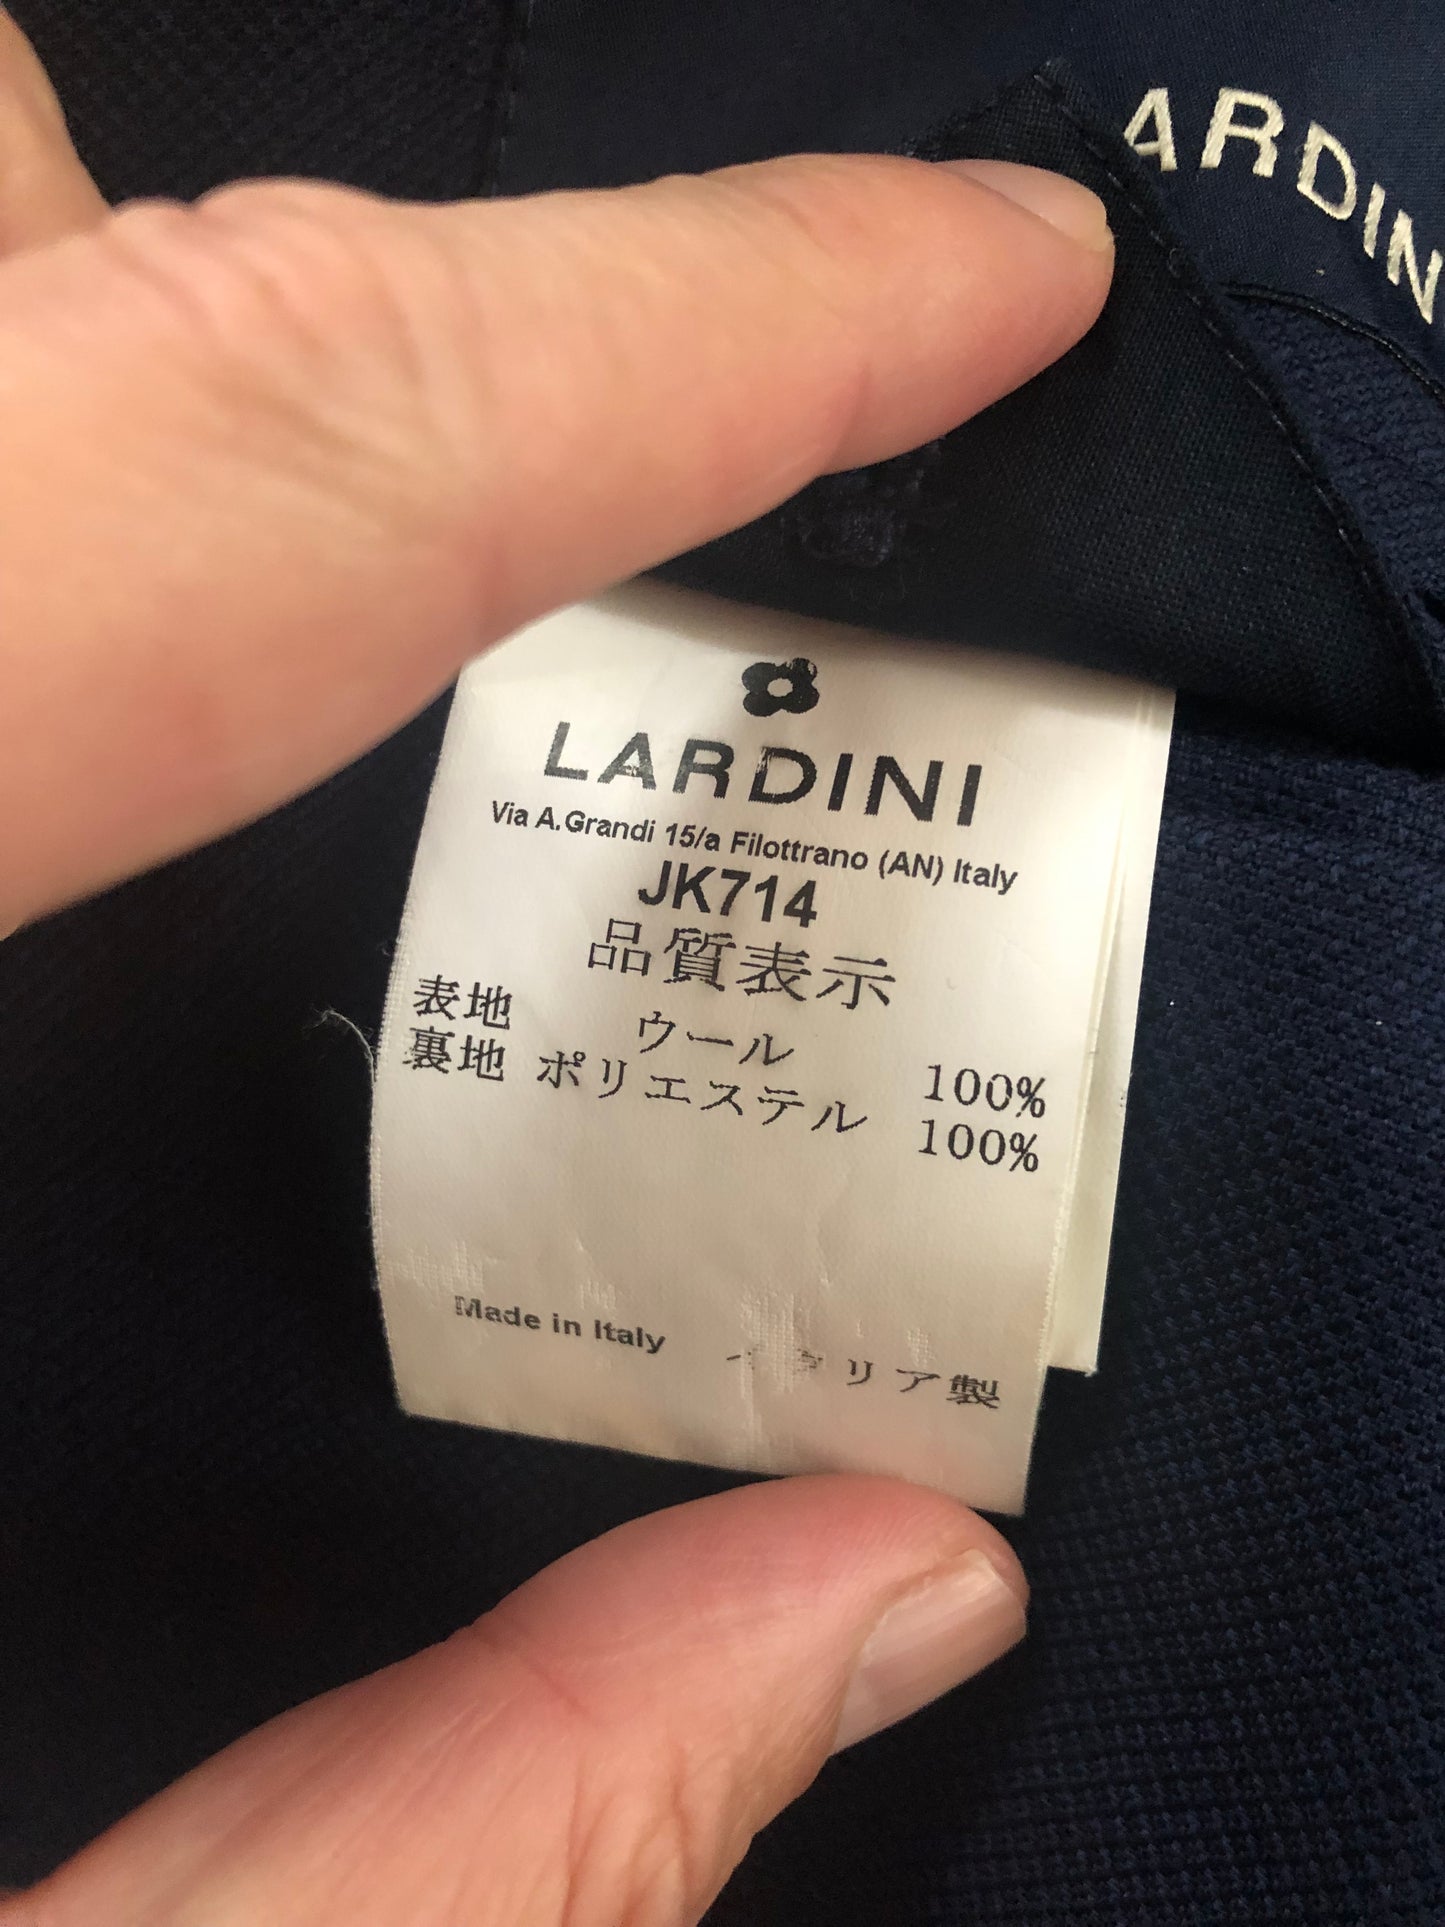 ARDIN
LARDINI
Via A.Grandi 15/a Filottrano (AN) Italy
JK714
品質表示
表地 ウール 100%
裏地 ポリエステル 100%
Made in Italy イタリア製